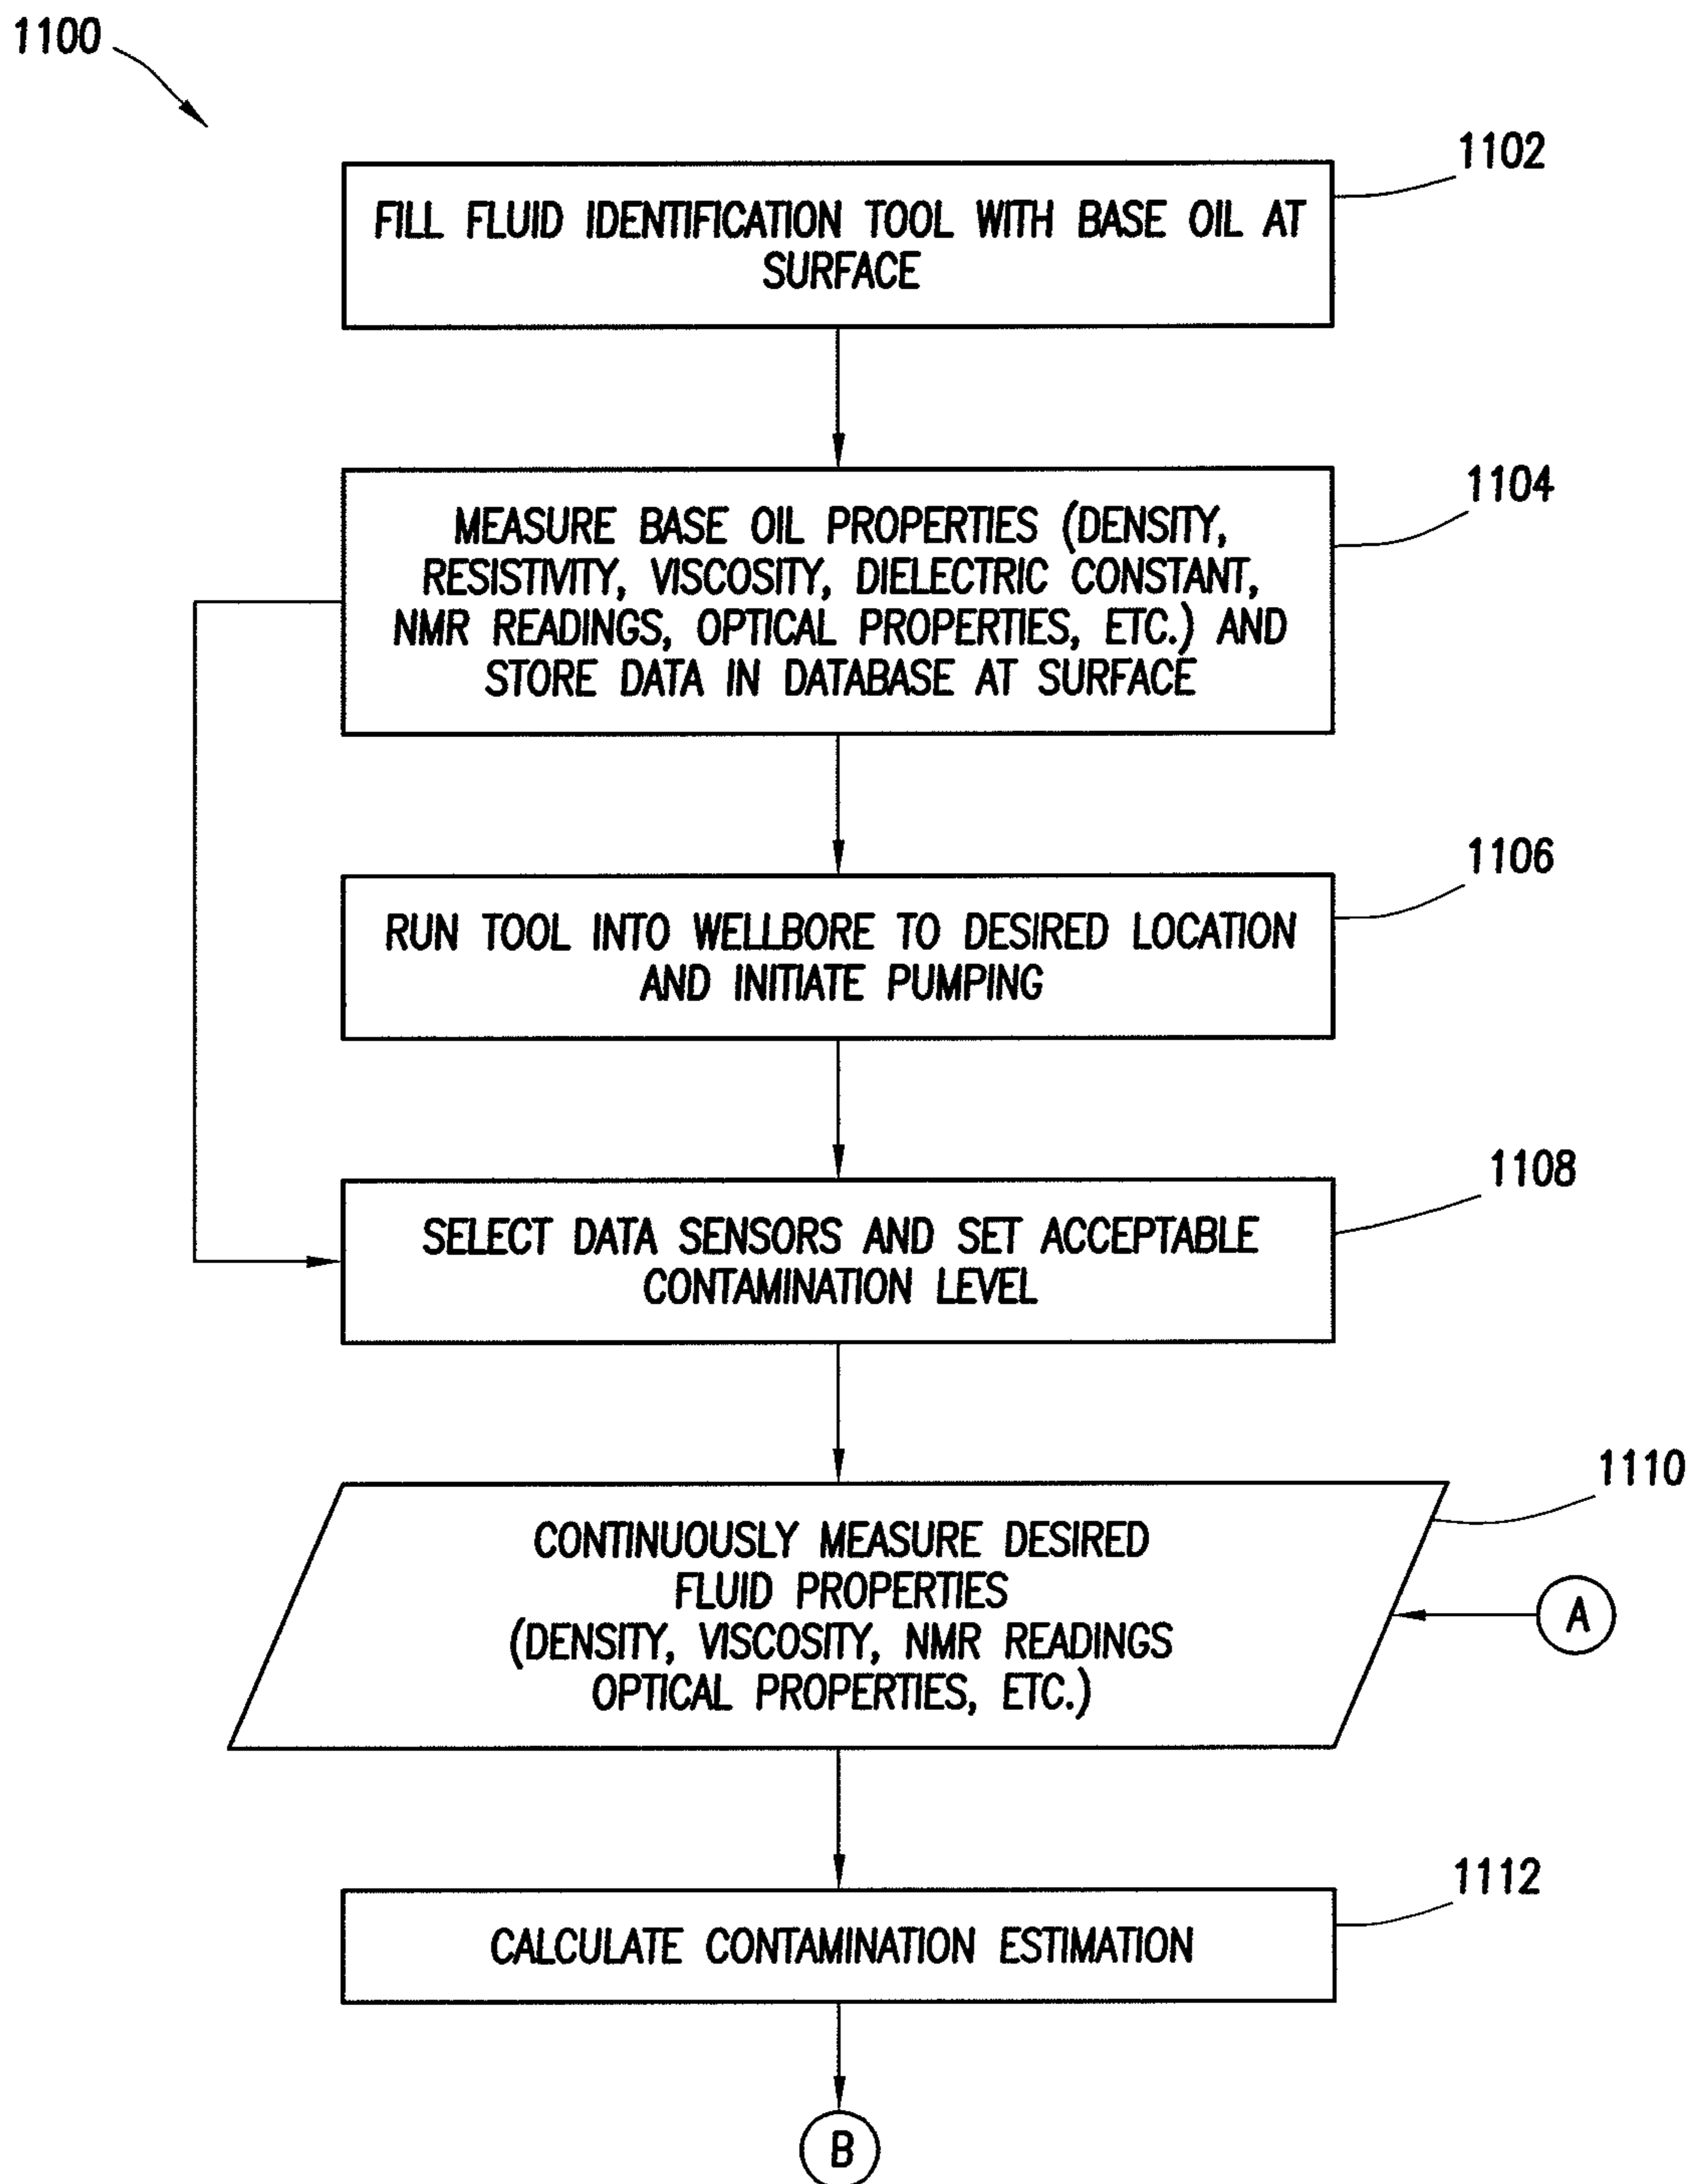 1100
1102
FILL FLUID IDENTIFICATION TOOL WITH BASE OIL AT
SURFACE
1104
MEASURE BASE OIL PROPERTIES (DENSITY,
RESISTIVITY, VISCOSITY, DIELECTRIC CONSTANT,
NMR READINGS, OPTICAL PROPERTIES, ETC.) AND
STORE DATA IN DATABASE AT SURFACE
1106
RUN TOOL INTO WELLBORE TO DESIRED LOCATION
AND INITIATE PUMPING
1108
SELECT DATA SENSORS AND SET ACCEPTABLE
CONTAMINATION LEVEL
1110
CONTINUOUSLY MEASURE DESIRED
FLUID PROPERTIES
(DENSITY, VISCOSITY, NMR READINGS
OPTICAL PROPERTIES, ETC.)
A
1112
CALCULATE CONTAMINATION ESTIMATION
B